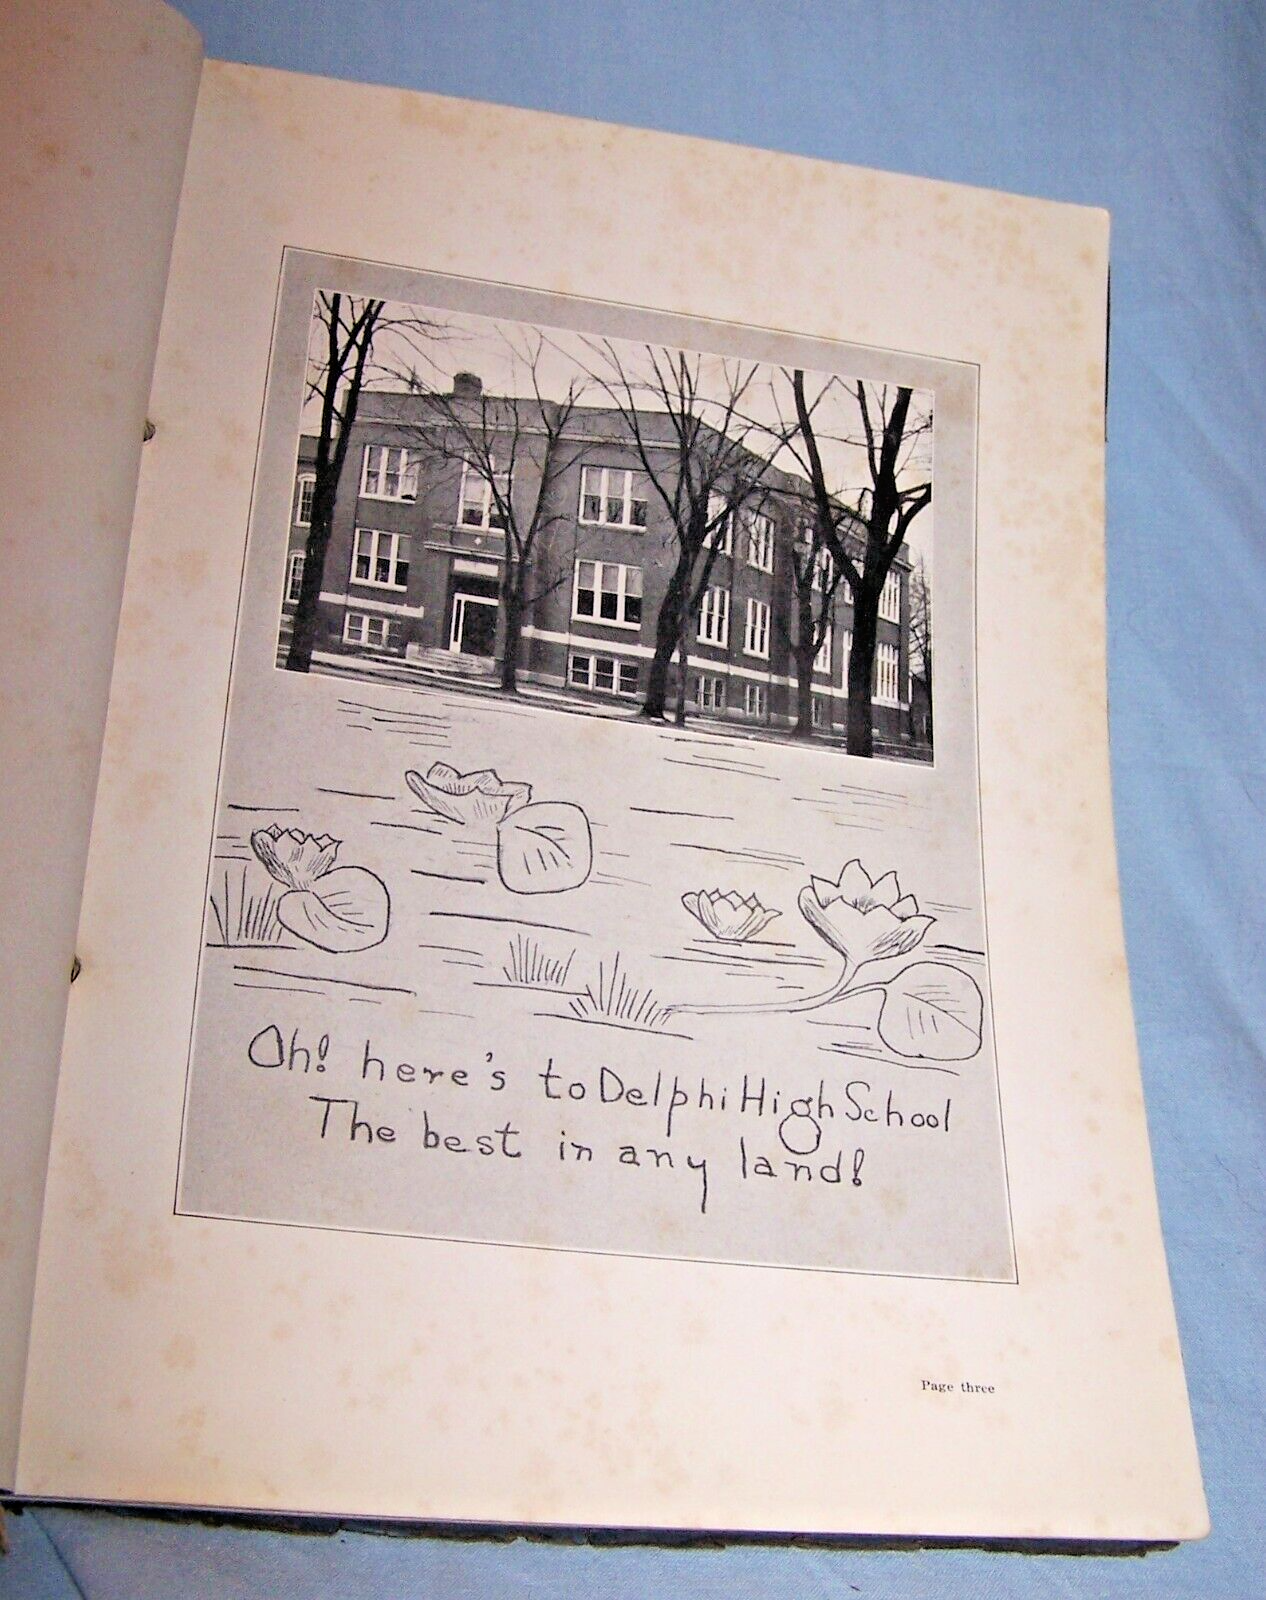 Oh! here's to Delphi High School
The best in any land!
Page three